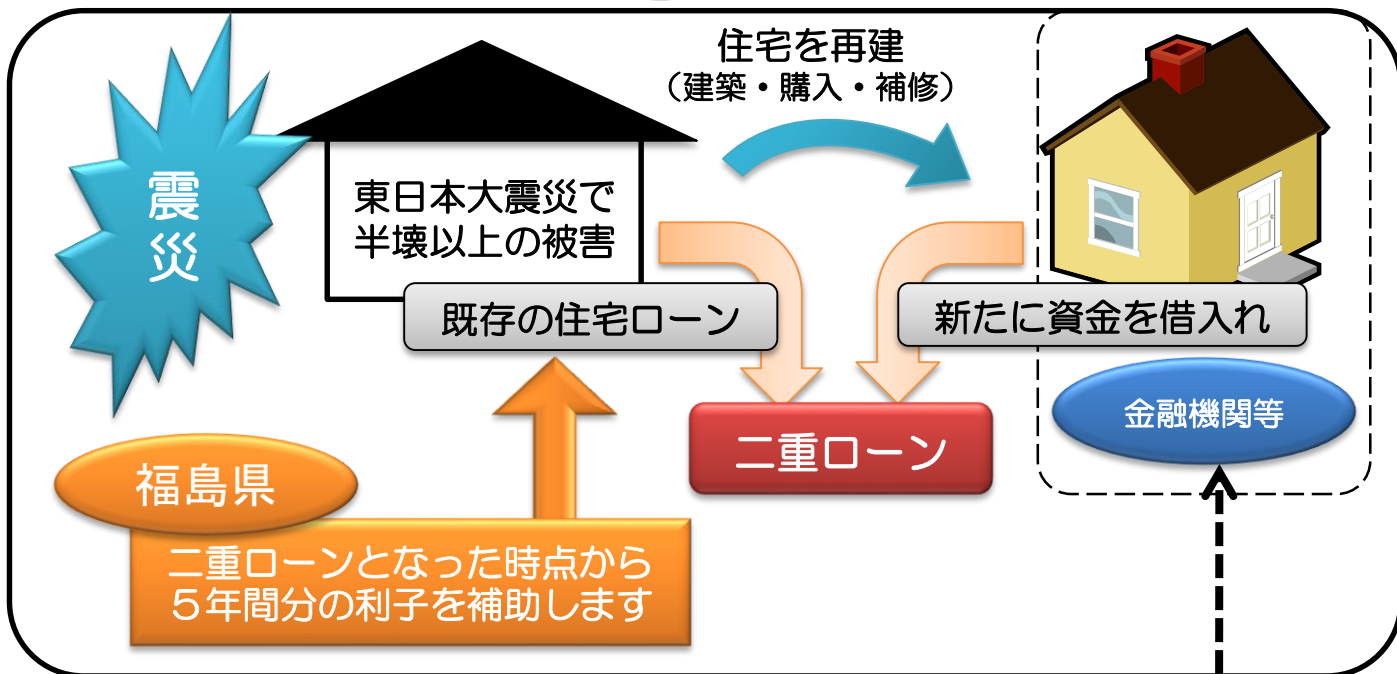 住宅を再建
（建築・購入・補修）
震
災
東日本大震災で
半壊以上の被害
既存の住宅ローン
新たに資金を借入れ
金融機関等
二重ローン
福島県
二重ローンとなった時点から
５年間分の利子を補助します